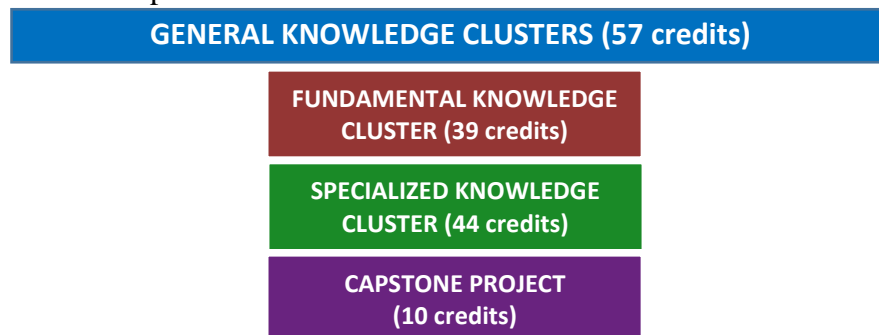 GENERAL KNOWLEDGE CLUSTERS (57 credits)
FUNDAMENTAL KNOWLEDGE
CLUSTER (39 credits)
SPECIALIZED KNOWLEDGE
CLUSTER (44 credits)
CAPSTONE PROJECT
(10 credits)